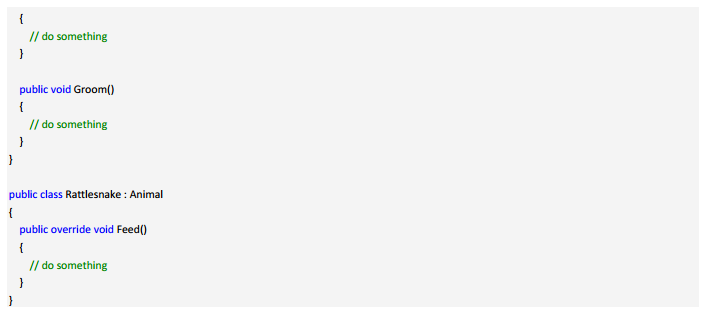 {
// do something
}
public void Groom()
{
// do something
}
}
public class Rattlesnake : Animal
{
public override void Feed()
{
// do something
}
}